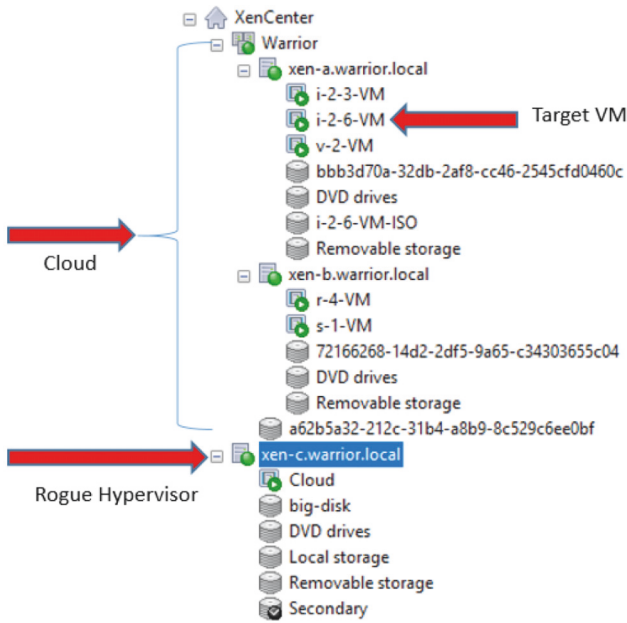 XenCenter
Warrior
xen-a.warrior.local
i-2-3-VM
i-2-6-VM
Target VM
v-2-VM
bbb3d70a-32db-2af8-cc46-2545cfd0460c
DVD drives
i-2-6-VM-ISO
Removable storage
Cloud
xen-b.warrior.local
r-4-VM
s-1-VM
72166268-14d2-2df5-9a65-c34303655c04
DVD drives
Removable storage
a62b5a32-212c-31b4-a8b9-8c529c6ee0bf
xen-c.warrior.local
Rogue Hypervisor
Cloud
big-disk
DVD drives
Local storage
Removable storage
Secondary